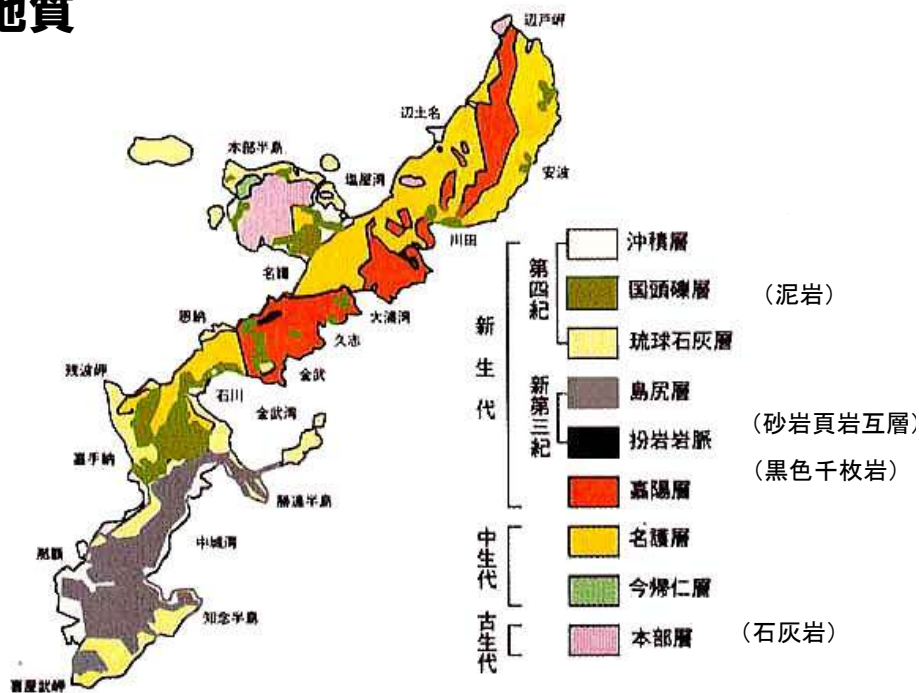 地質
辺戸岬
辺土名
本部半島
塩屋湾
安波
川田
名護
大浦湾
恩納
久志
金武
残波岬
石川
金武湾
嘉手納
勝連半島
那覇
中城湾
知念半島
喜屋武岬
新生代
第四紀
沖積層
国頭礫層
（泥岩）
琉球石灰層
新第三紀
島尻層
（砂岩頁岩互層）
扮岩岩脈
（黒色千枚岩）
嘉陽層
中生代
名護層
今帰仁層
古生代
本部層
（石灰岩）